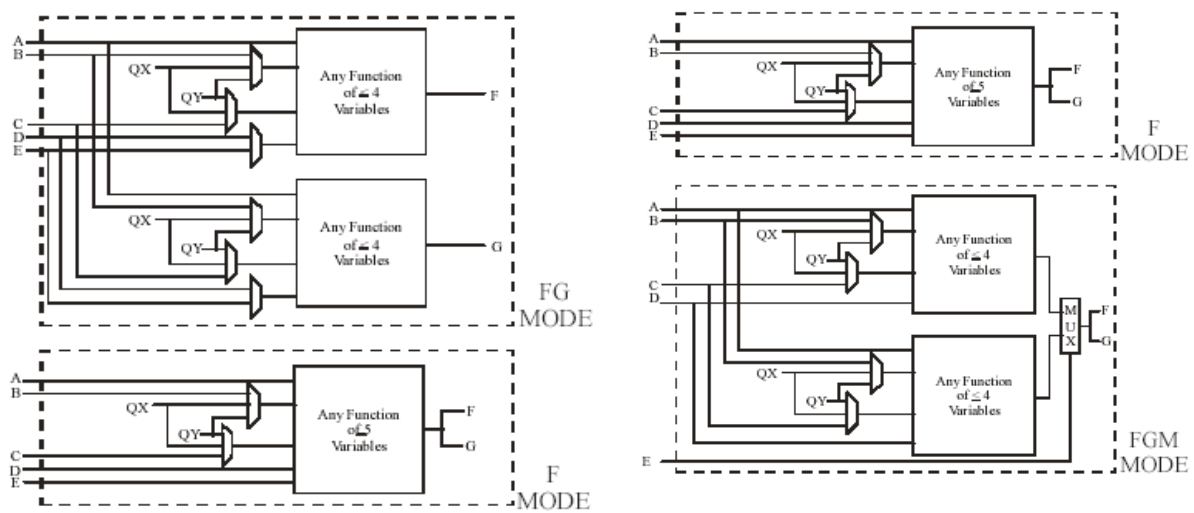 A
B
QX
QY
C
D
E
Any Function
of ≤ 4
Variables
F
QX
QY
Any Function
of ≤ 4
Variables
G
FG
MODE
A
B
QX
QY
C
D
E
Any Function
of 5
Variables
F
G
F
MODE
A
B
QX
QY
C
D
E
Any Function
of 5
Variables
F
G
F
MODE
A
B
QX
QY
C
D
Any Function
of ≤ 4
Variables
QX
QY
Any Function
of ≤ 4
Variables
E
MUX
F
G
FGM
MODE